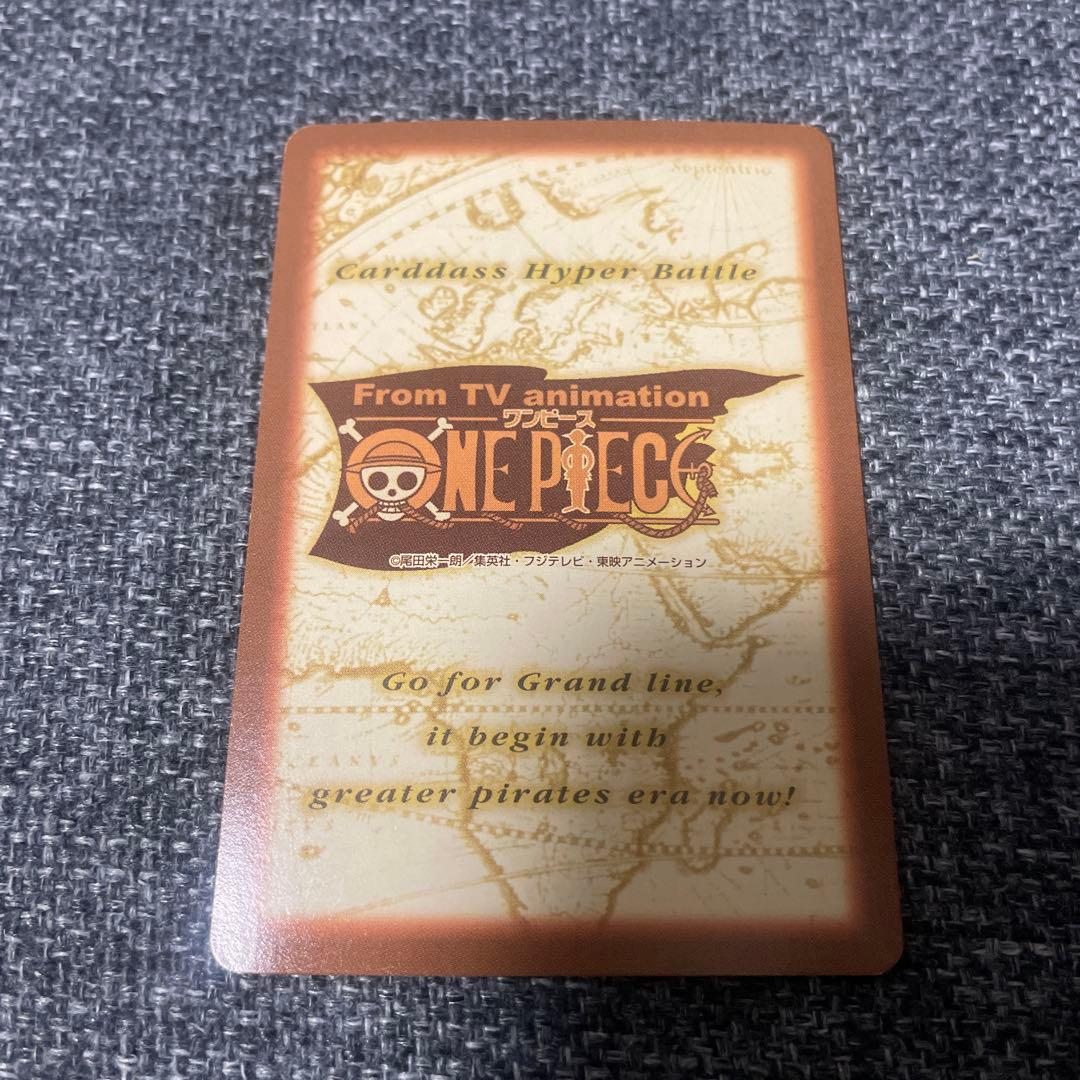 Septentrio
Carddass Hyper Battle
From TV animation
ワンピース
ONE PIECE
©尾田栄一朗／集英社・フジテレビ・東映アニメーション
Go for Grand line,
it begin with
greater pirates era now!